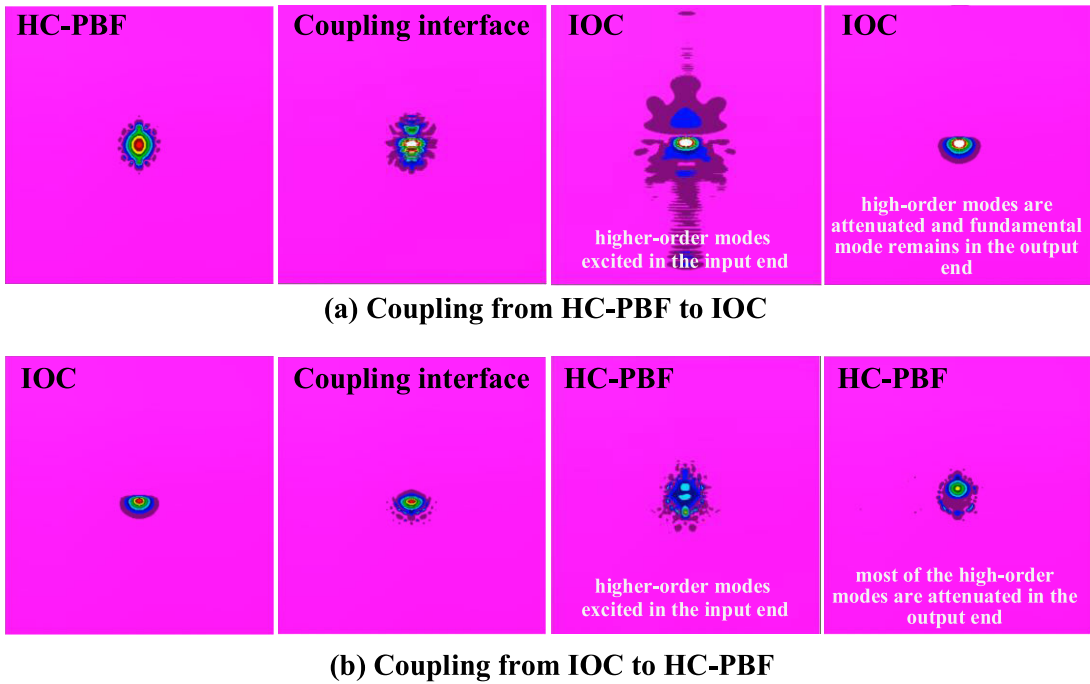 HC-PBF
Coupling interface
IOC
IOC
higher-order modes
excited in the input end
high-order modes are
attenuated and fundamental
mode remains in the output
end
(a) Coupling from HC-PBF to IOC
IOC
Coupling interface
HC-PBF
HC-PBF
higher-order modes
excited in the input end
most of the high-order
modes are attenuated in the
output end
(b) Coupling from IOC to HC-PBF